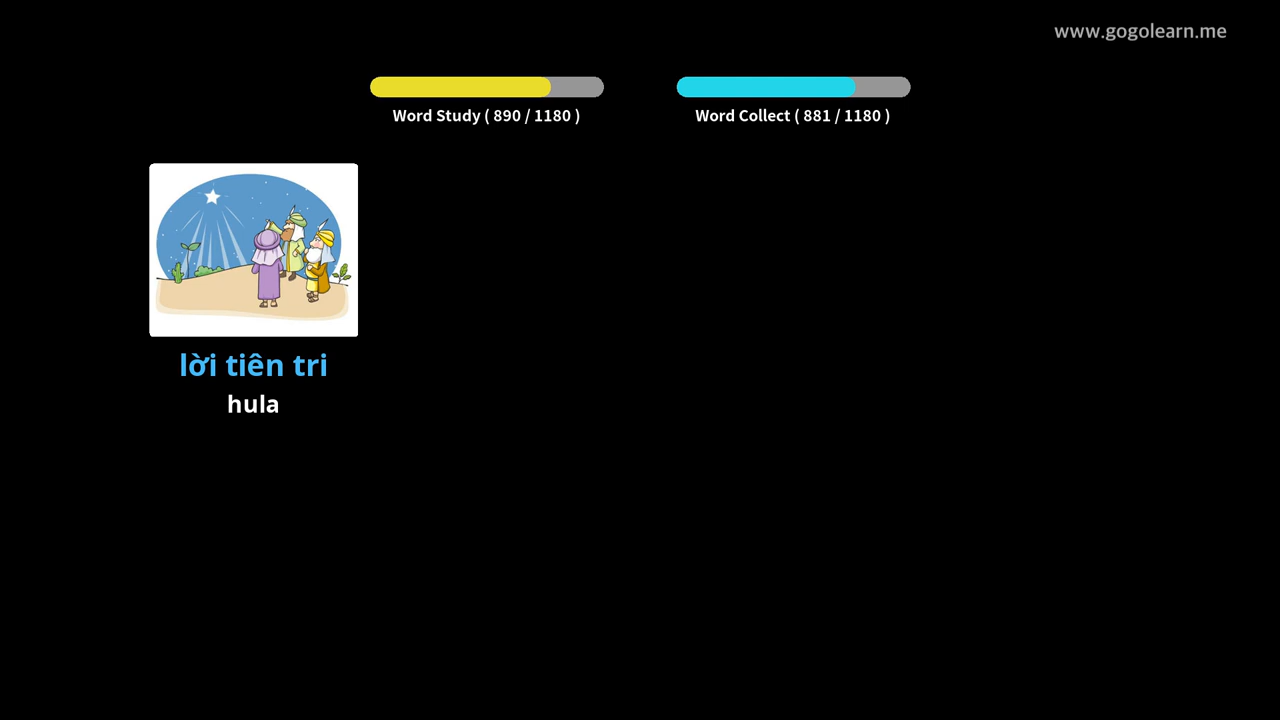 www.gogolearn.me
Word Study ( 890 / 1180 )
Word Collect ( 881 / 1180 )
lời tiên tri
hula